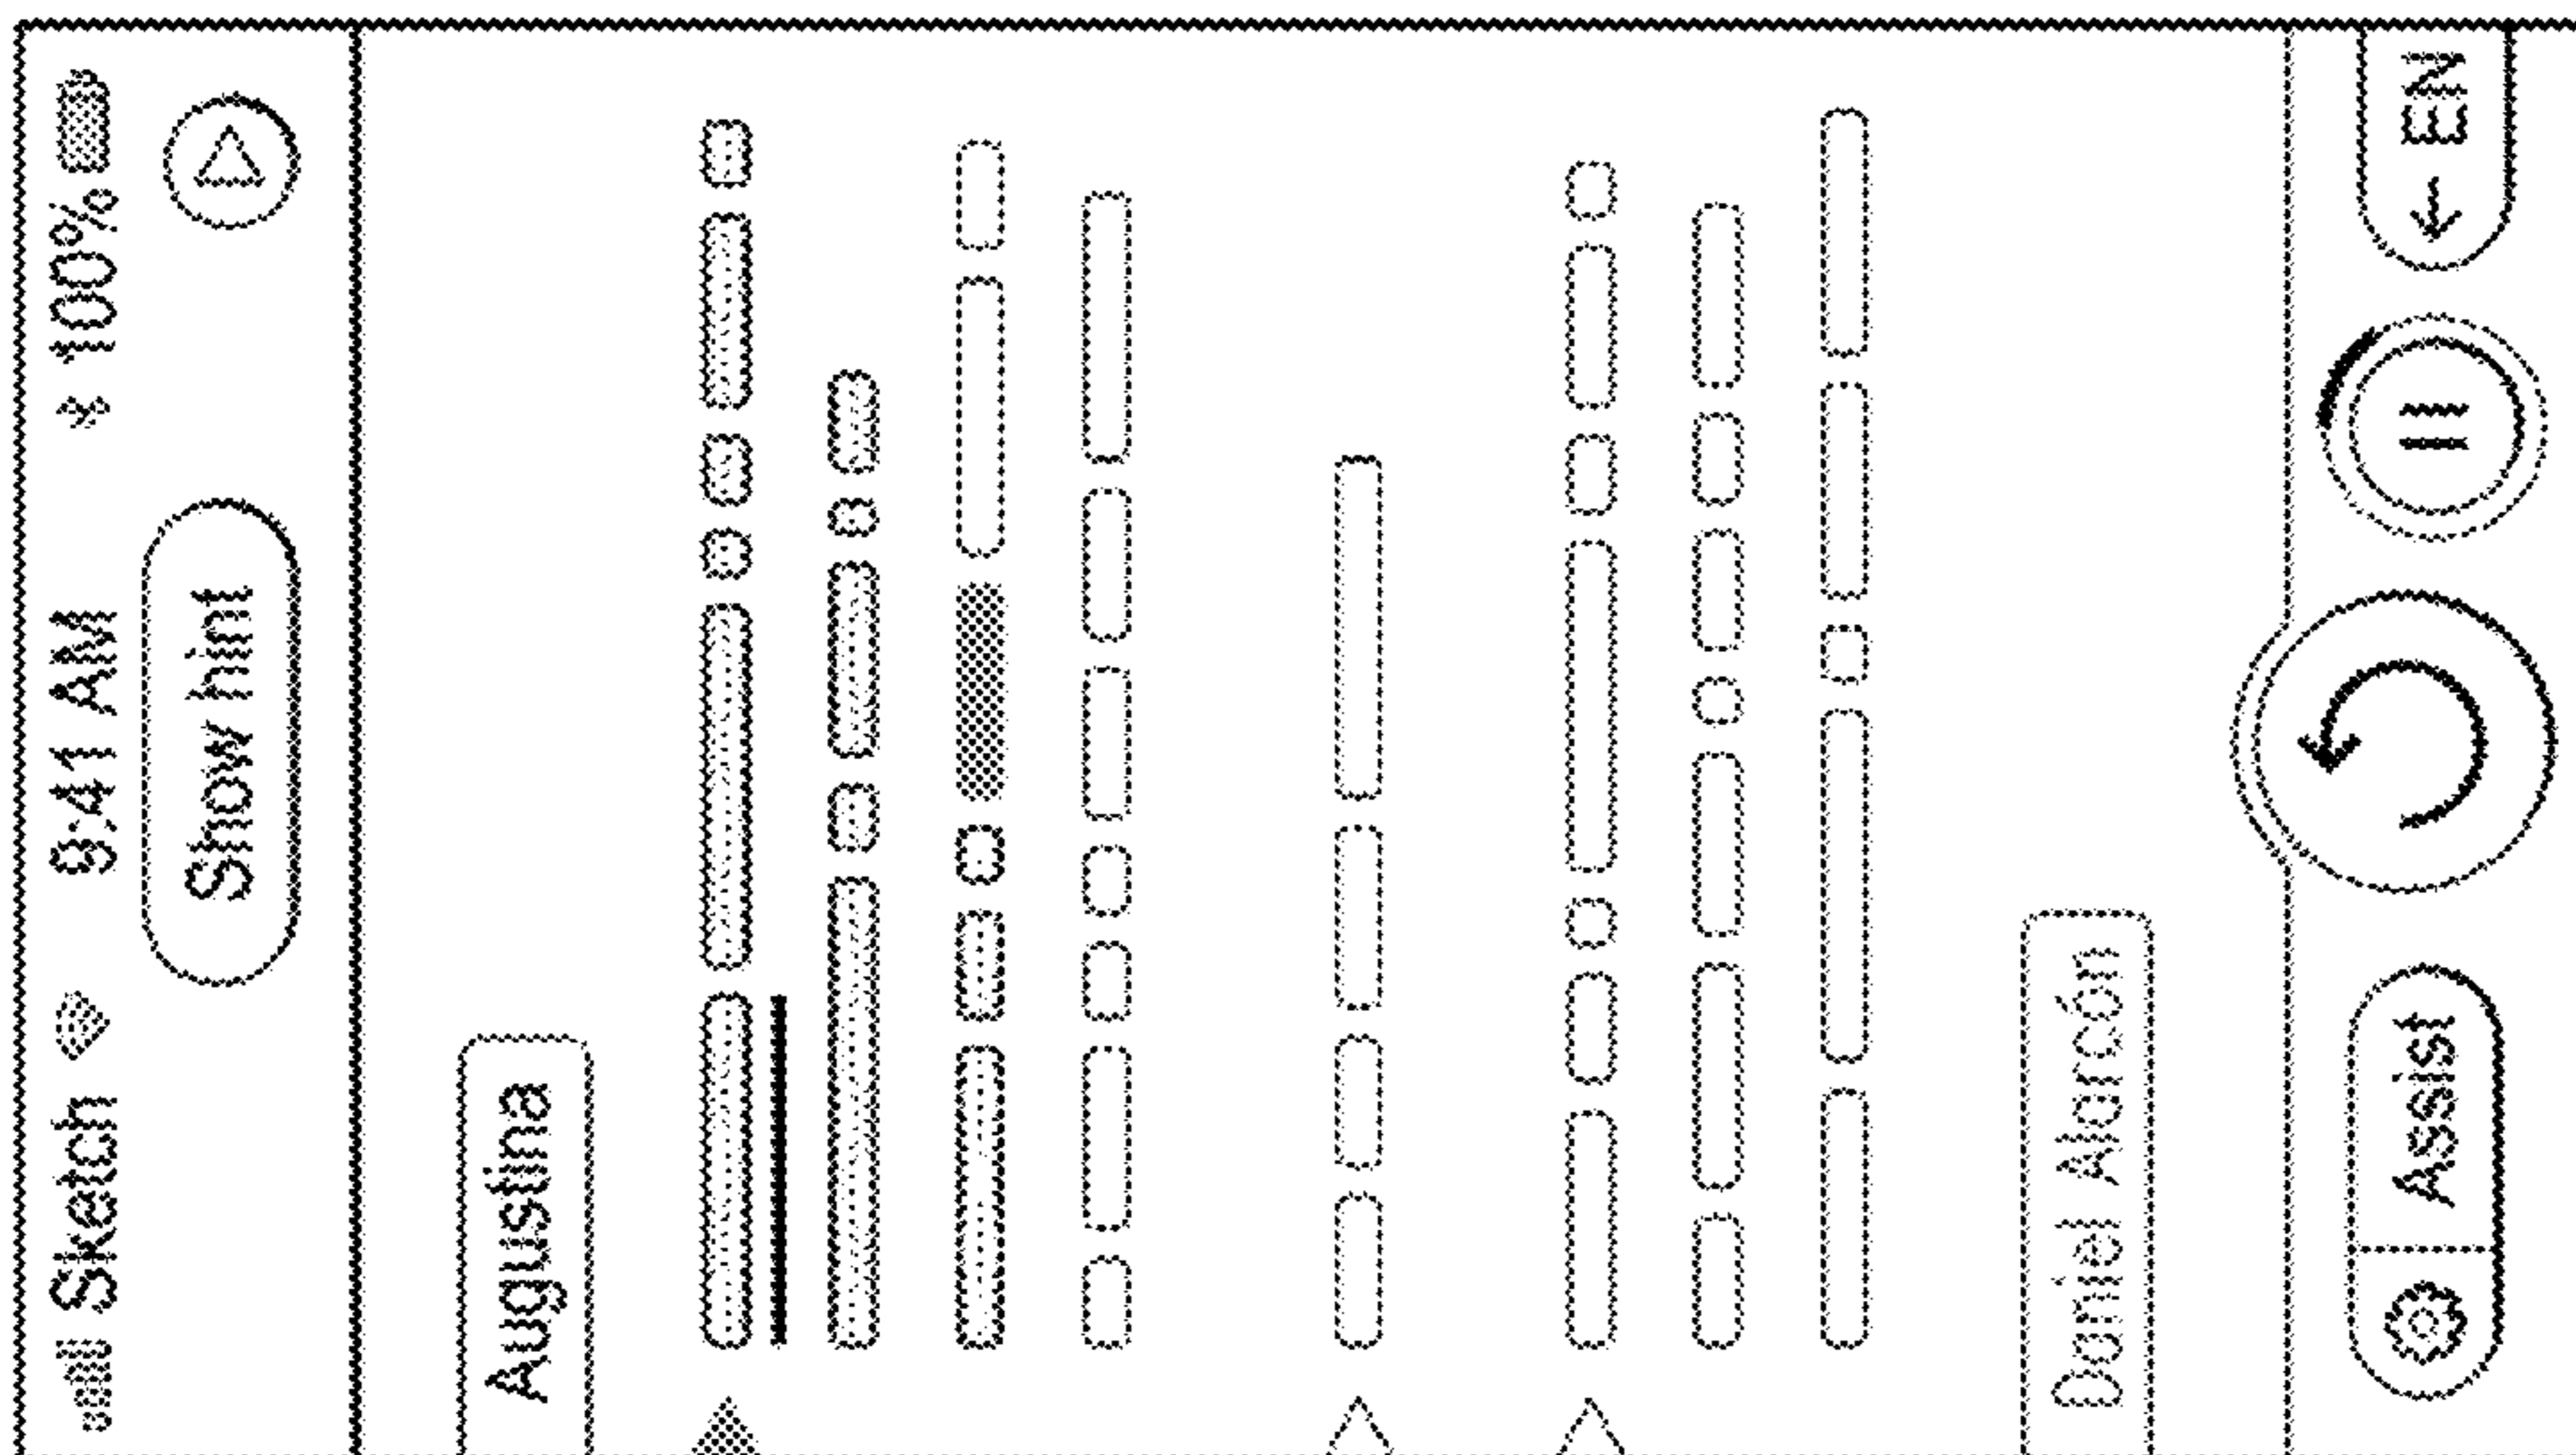 Sketch 9:41 AM 100%
Show hint
Augustina
Daniel Alarcón
Assist
← EN